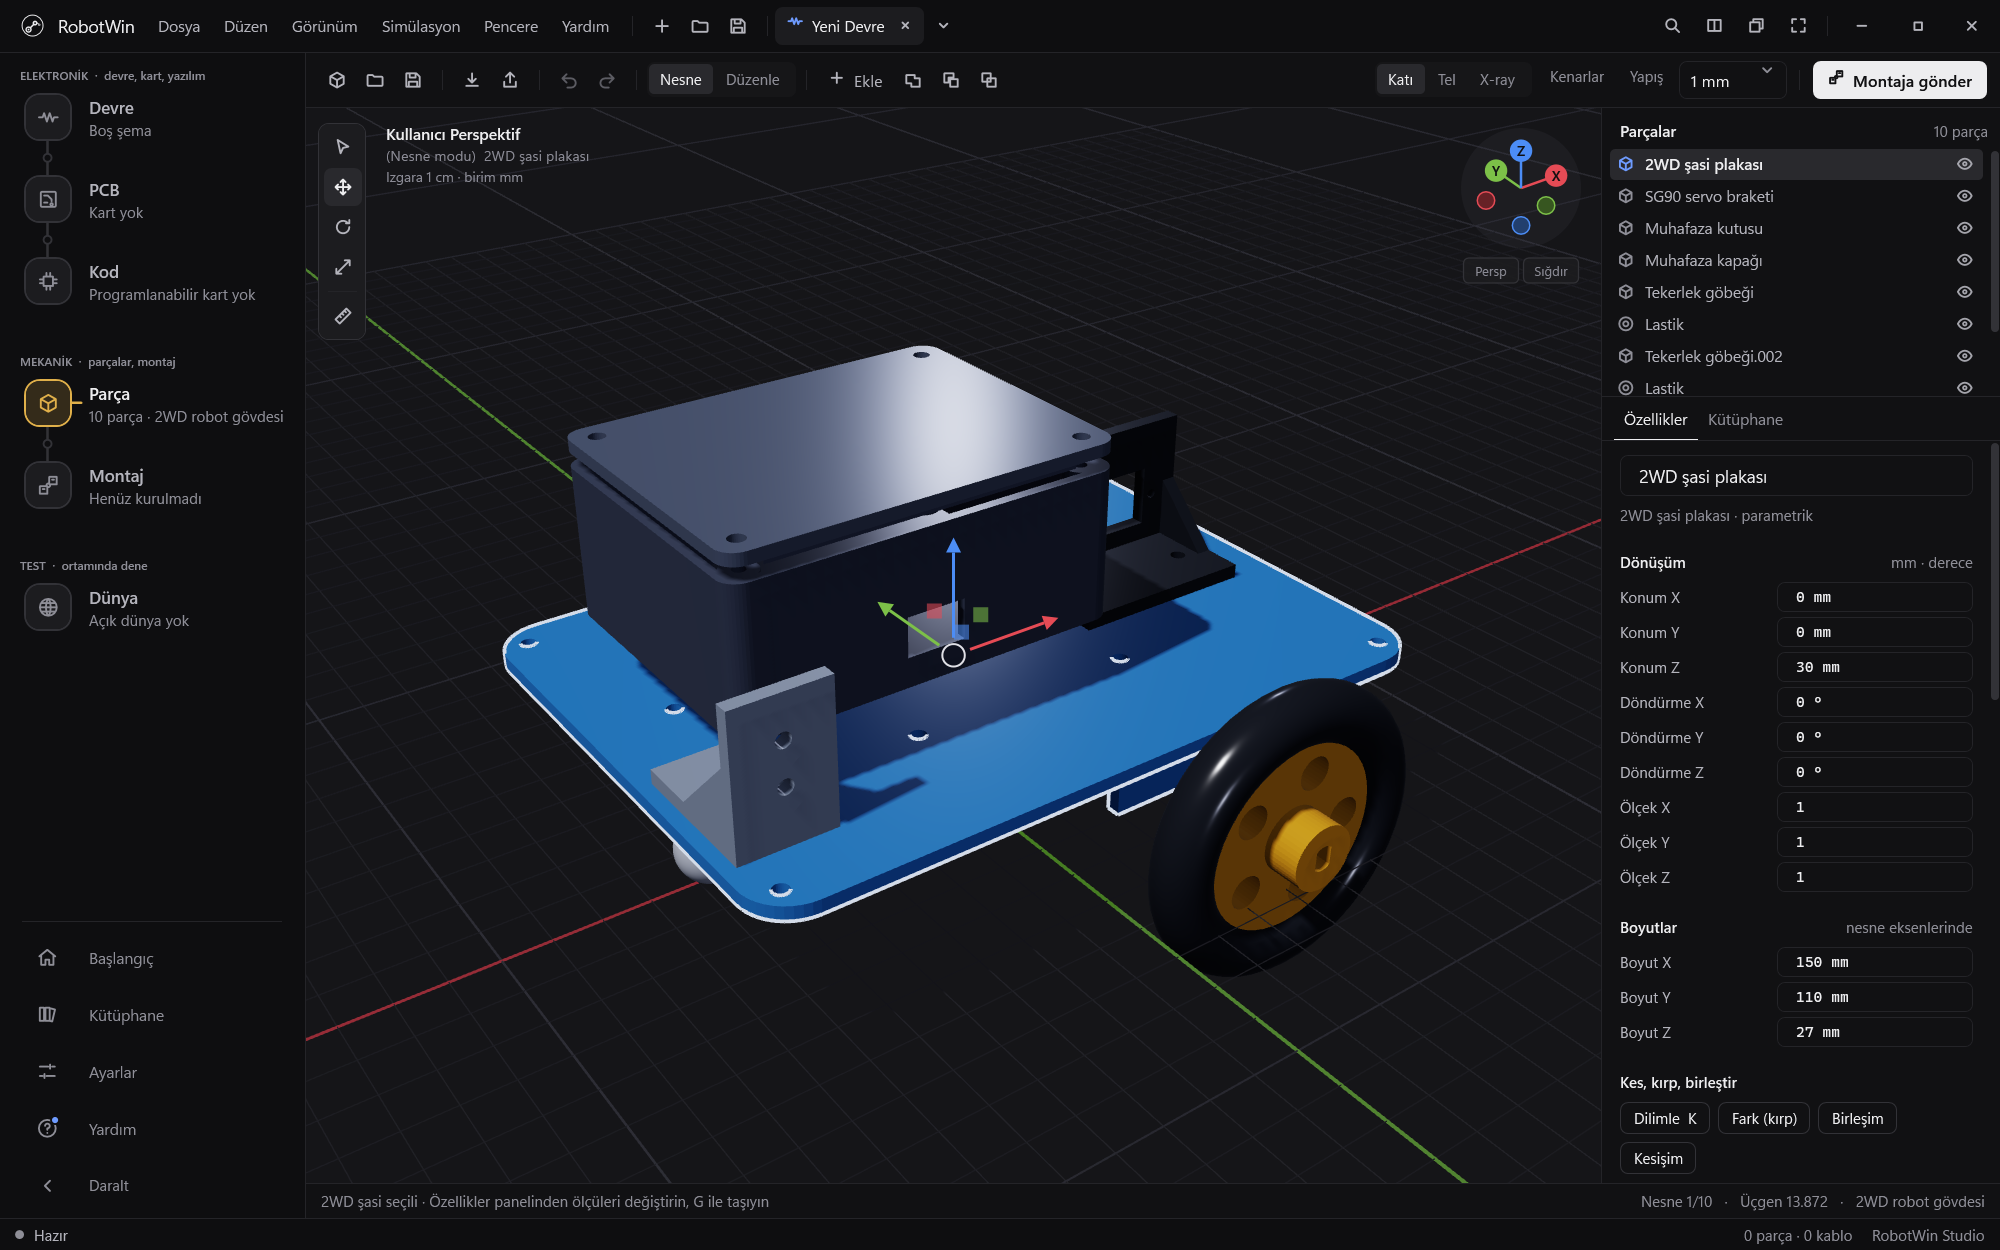 RobotWin Dosya Düzen Görünüm Simülasyon Pencere Yardım Yeni Devre
ELEKTRONİK · devre, kart, yazılım
Devre
Boş şema
PCB
Kart yok
Kod
Programlanabilir kart yok
MEKANİK · parçalar, montaj
Parça
10 parça · 2WD robot gövdesi
Montaj
Henüz kurulmadı
TEST · ortamında dene
Dünya
Açık dünya yok
Başlangıç
Kütüphane
Ayarlar
Yardım
Daralt
Nesne Düzenle Ekle Katı Tel X-ray Kenarlar Yapış 1 mm Montaja gönder
Kullanıcı Perspektif
(Nesne modu) 2WD şasi plakası
Izgara 1 cm · birim mm
Z
Y
X
Persp Sığdır
Parçalar 10 parça
2WD şasi plakası
SG90 servo braketi
Muhafaza kutusu
Muhafaza kapağı
Tekerlek göbeği
Lastik
Tekerlek göbeği.002
Lastik
Özellikler Kütüphane
2WD şasi plakası
2WD şasi plakası · parametrik
Dönüşüm mm · derece
Konum X 0 mm
Konum Y 0 mm
Konum Z 30 mm
Döndürme X 0 °
Döndürme Y 0 °
Döndürme Z 0 °
Ölçek X 1
Ölçek Y 1
Ölçek Z 1
Boyutlar nesne eksenlerinde
Boyut X 150 mm
Boyut Y 110 mm
Boyut Z 27 mm
Kes, kırp, birleştir
Dilimle K Fark (kırp) Birleşim
Kesişim
2WD şasi seçili · Özellikler panelinden ölçüleri değiştirin, G ile taşıyın Nesne 1/10 · Üçgen 13.872 · 2WD robot gövdesi
Hazır 0 parça · 0 kablo RobotWin Studio